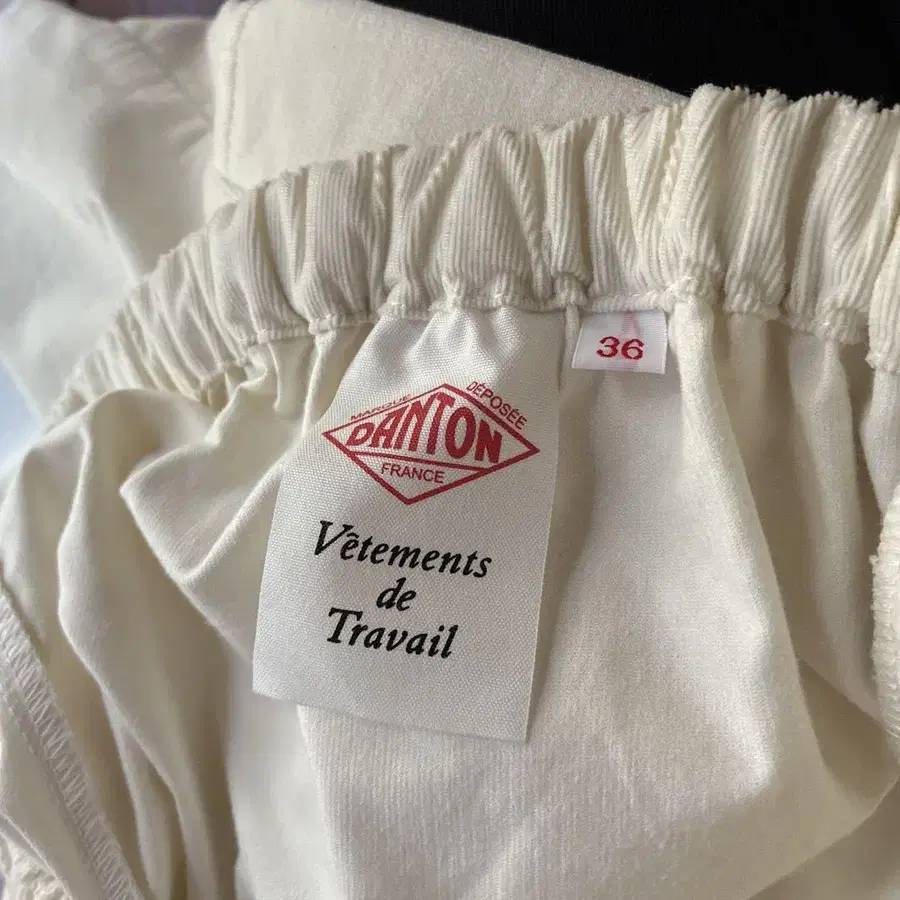 36
MARQUE DÉPOSÉE
DANTON
FRANCE
Vêtements
de
Travail